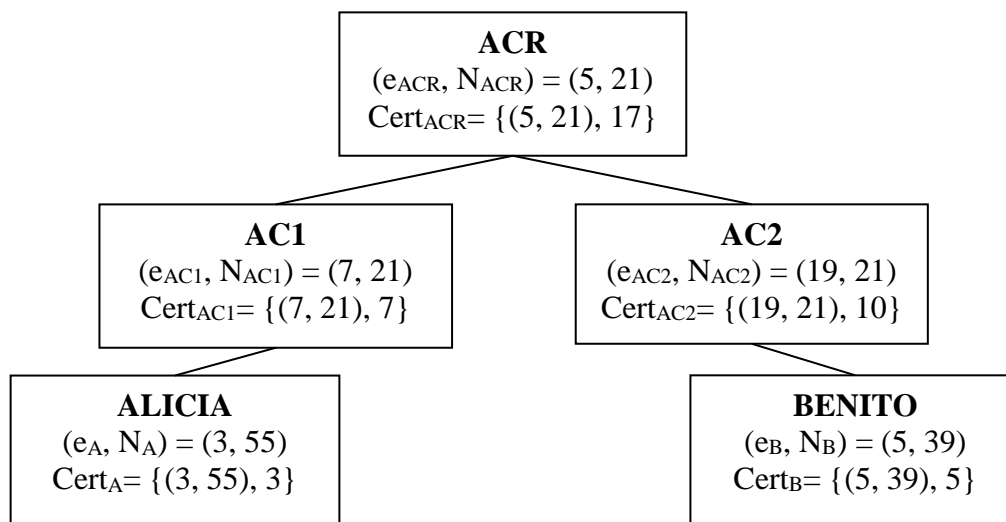 ACR
(eACR, NACR) = (5, 21)
CertACR= {(5, 21), 17}
AC1
(eAC1, NAC1) = (7, 21)
CertAC1= {(7, 21), 7}
AC2
(eAC2, NAC2) = (19, 21)
CertAC2= {(19, 21), 10}
ALICIA
(eA, NA) = (3, 55)
CertA= {(3, 55), 3}
BENITO
(eB, NB) = (5, 39)
CertB= {(5, 39), 5}